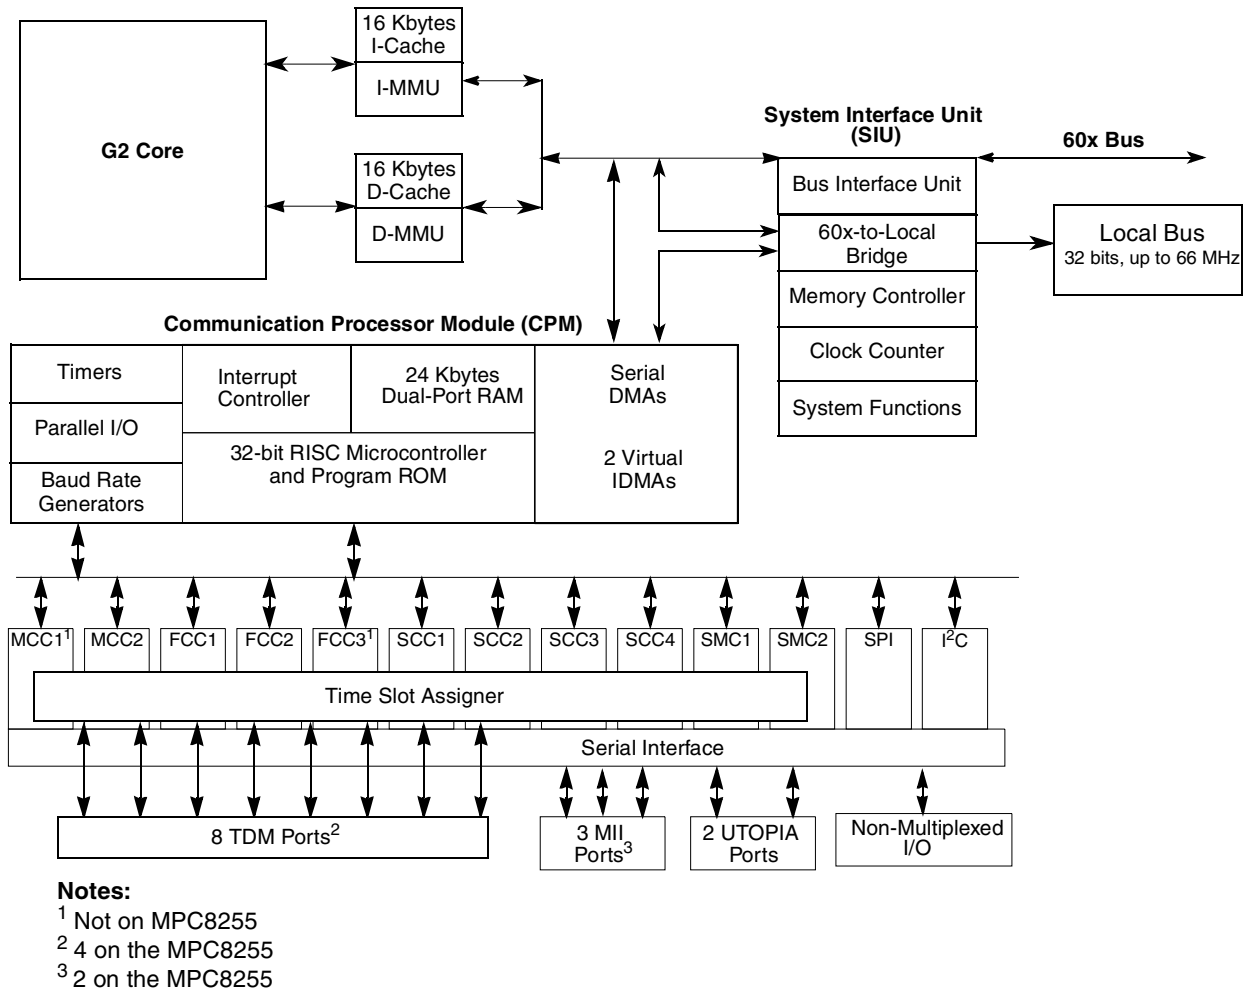 G2 Core
16 Kbytes
I-Cache
I-MMU
16 Kbytes
D-Cache
D-MMU
System Interface Unit
(SIU)
60x Bus
Bus Interface Unit
60x-to-Local
Bridge
Memory Controller
Clock Counter
System Functions
Local Bus
32 bits, up to 66 MHz
Communication Processor Module (CPM)
Timers
Parallel I/O
Baud Rate
Generators
Interrupt
Controller
24 Kbytes
Dual-Port RAM
32-bit RISC Microcontroller
and Program ROM
Serial
DMAs
2 Virtual
IDMAs
MCC1¹
MCC2
FCC1
FCC2
FCC3¹
SCC1
SCC2
SCC3
SCC4
SMC1
SMC2
SPI
I²C
Time Slot Assigner
Serial Interface
8 TDM Ports²
3 MII
Ports³
2 UTOPIA
Ports
Non-Multiplexed
I/O
Notes:
¹ Not on MPC8255
² 4 on the MPC8255
³ 2 on the MPC8255